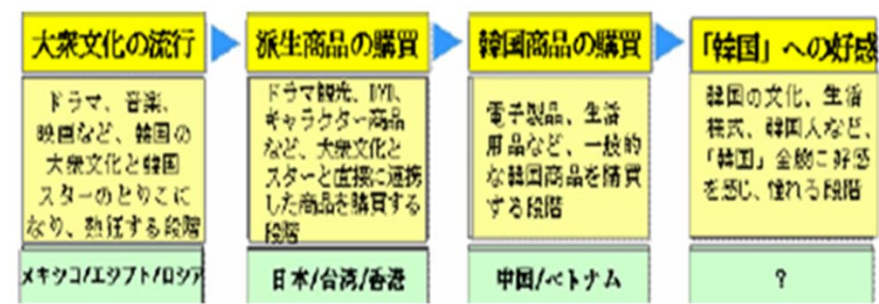 大衆文化の流行
派生商品の購買
韓国商品の購買
「韓国」への好感
ドラマ、音楽、
映画など、韓国の
大衆文化と韓国
スターのとりこに
なり、熱狂する段階
ドラマ観光、DVD、
キャラクター商品
など、大衆文化と
スターと直接に連携
した商品を購買する
段階
電子製品、生活
用品など、一般的
な韓国商品を購買
する段階
韓国の文化、生活
様式、韓国人など、
「韓国」全般に好感
を感じ、憧れる段階
メキシコ/エジプト/ロシア
日本/台湾/香港
中国/ベトナム
?